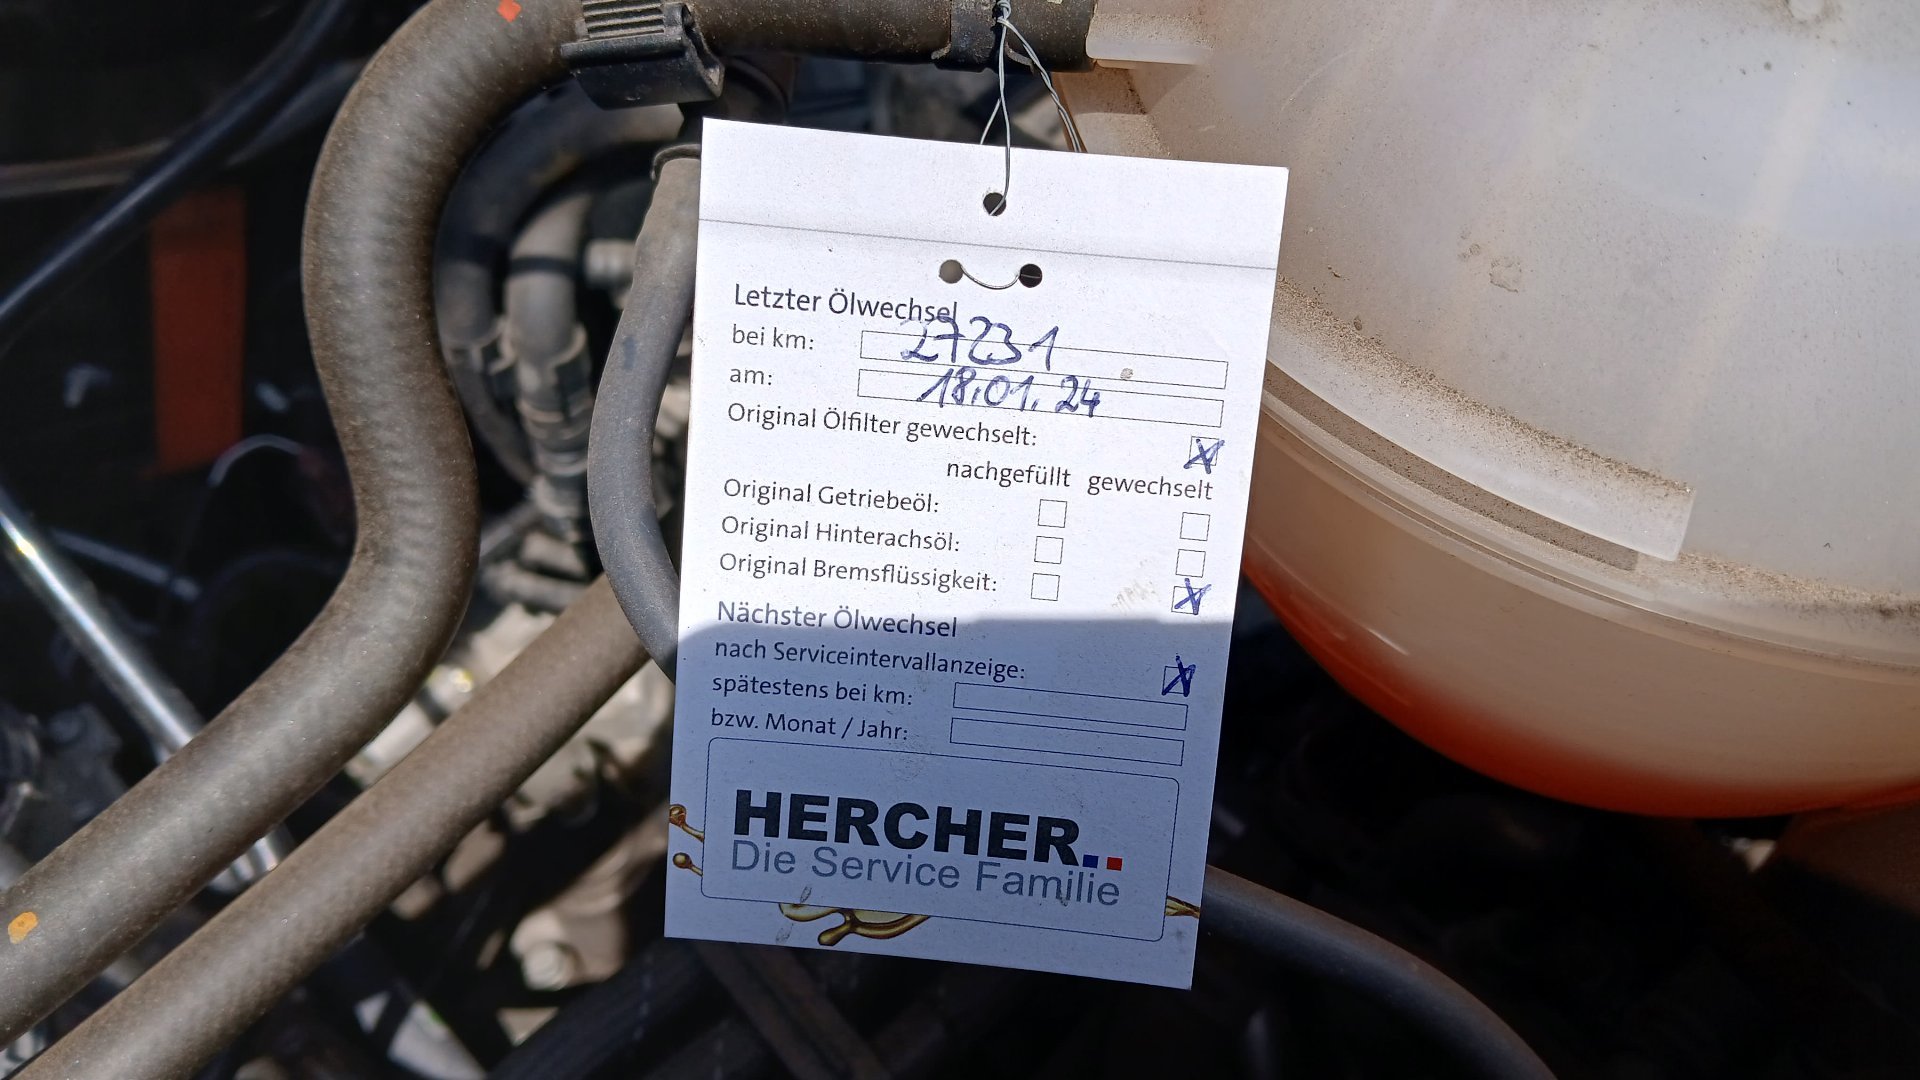 Letzter Ölwechsel
bei km: 27231
am: 18.01.24
Original Ölfilter gewechselt: X
nachgefüllt gewechselt
Original Getriebeöl:
Original Hinterachsöl:
Original Bremsflüssigkeit: X
Nächster Ölwechsel
nach Serviceintervallanzeige: X
spätestens bei km:
bzw. Monat / Jahr:
HERCHER..
Die Service Familie